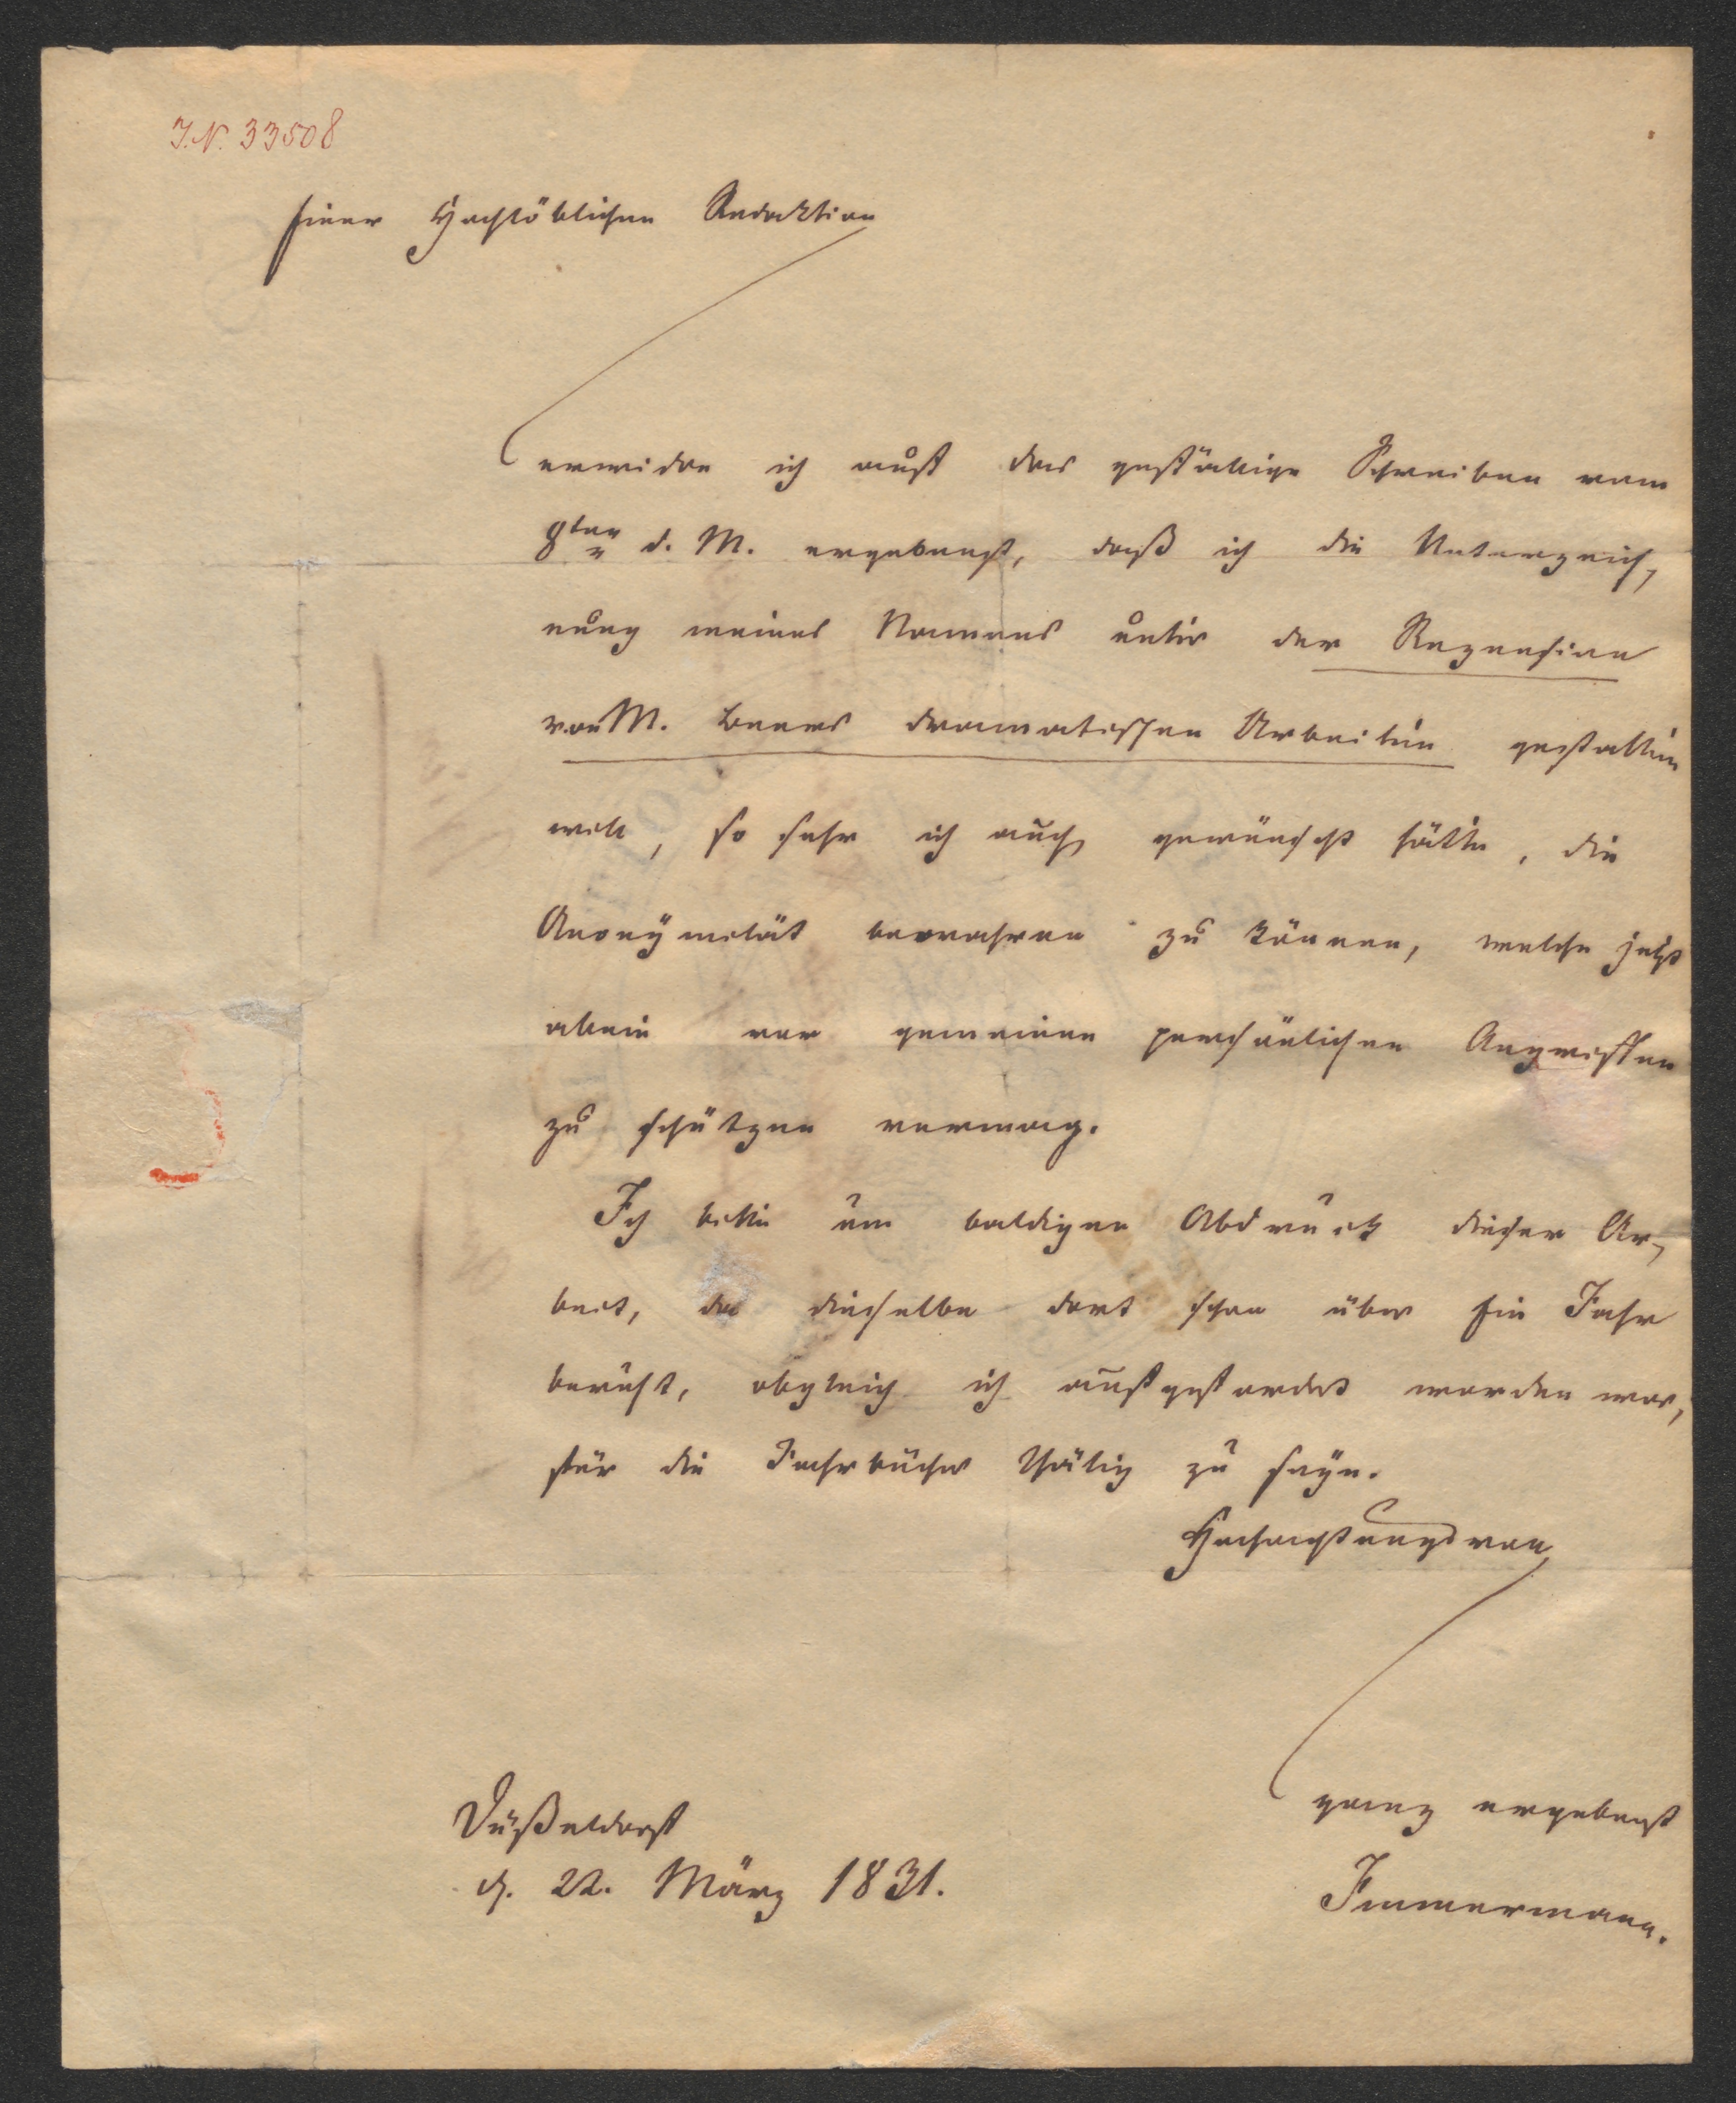 I.N. 33508
Einer Hochlöblichen Redaktion
erwidre ich auf das gefällige Schreiben vom
8ten d. M. ergebenst, daß ich die Unterzeich-
nung meines Namens unter der Rezension
von M. Beers dramatischen Arbeiten gestatten
will, so sehr ich auch gewünscht hätte, die
Anonÿmität bewahren zu können, welche jetzt
allein vor gemeinen persönlichen Angriffen
zu schützen vermag.
Ich bitte um baldigen Abdruck dieser Ar-
beit, da dieselbe dort schon über Ein Jahr
beruht, obgleich ich aufgefordert worden war,
für die Jahrbücher thätig zu seÿn.
Hochachtungsvoll
ganz ergebenst
Düßeldorf
d. 22. März 1831.
Immermann.